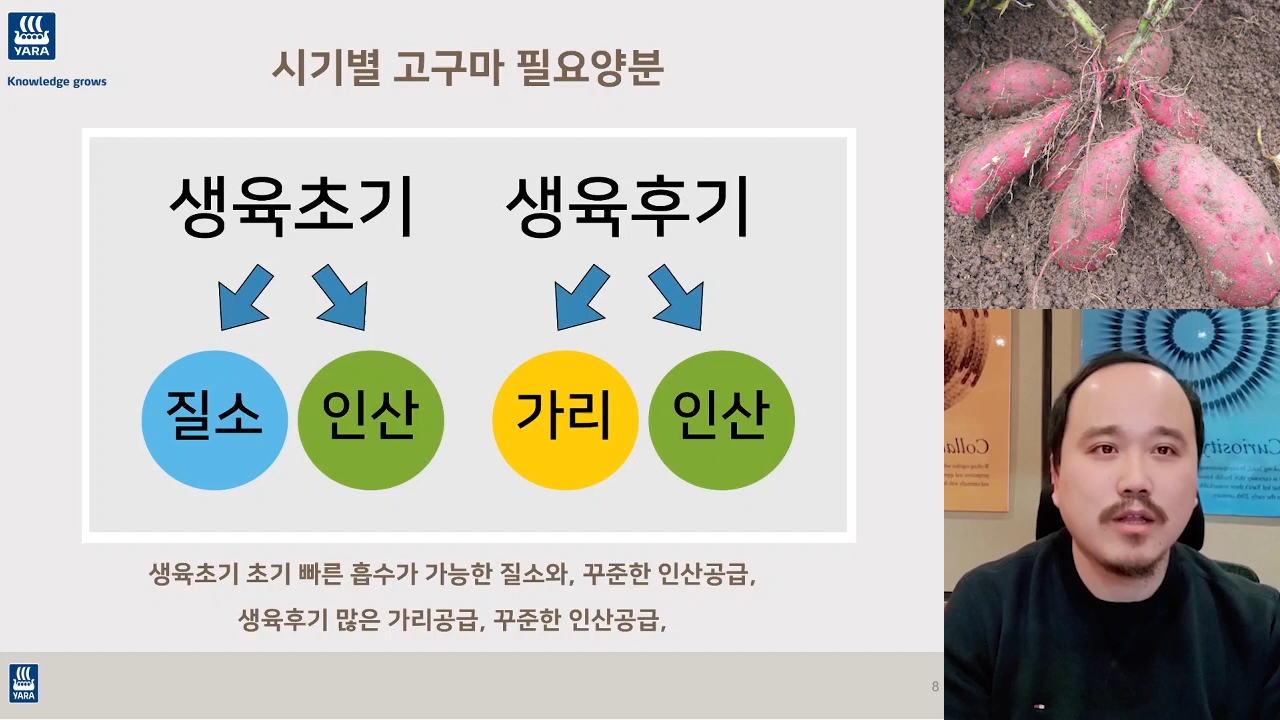 YARA
Knowledge grows
시기별 고구마 필요양분
생육초기 생육후기
질소 인산 가리 인산
생육초기 초기 빠른 흡수가 가능한 질소와, 꾸준한 인산공급,
생육후기 많은 가리공급, 꾸준한 인산공급,
YARA
8
Colla
Curiosity